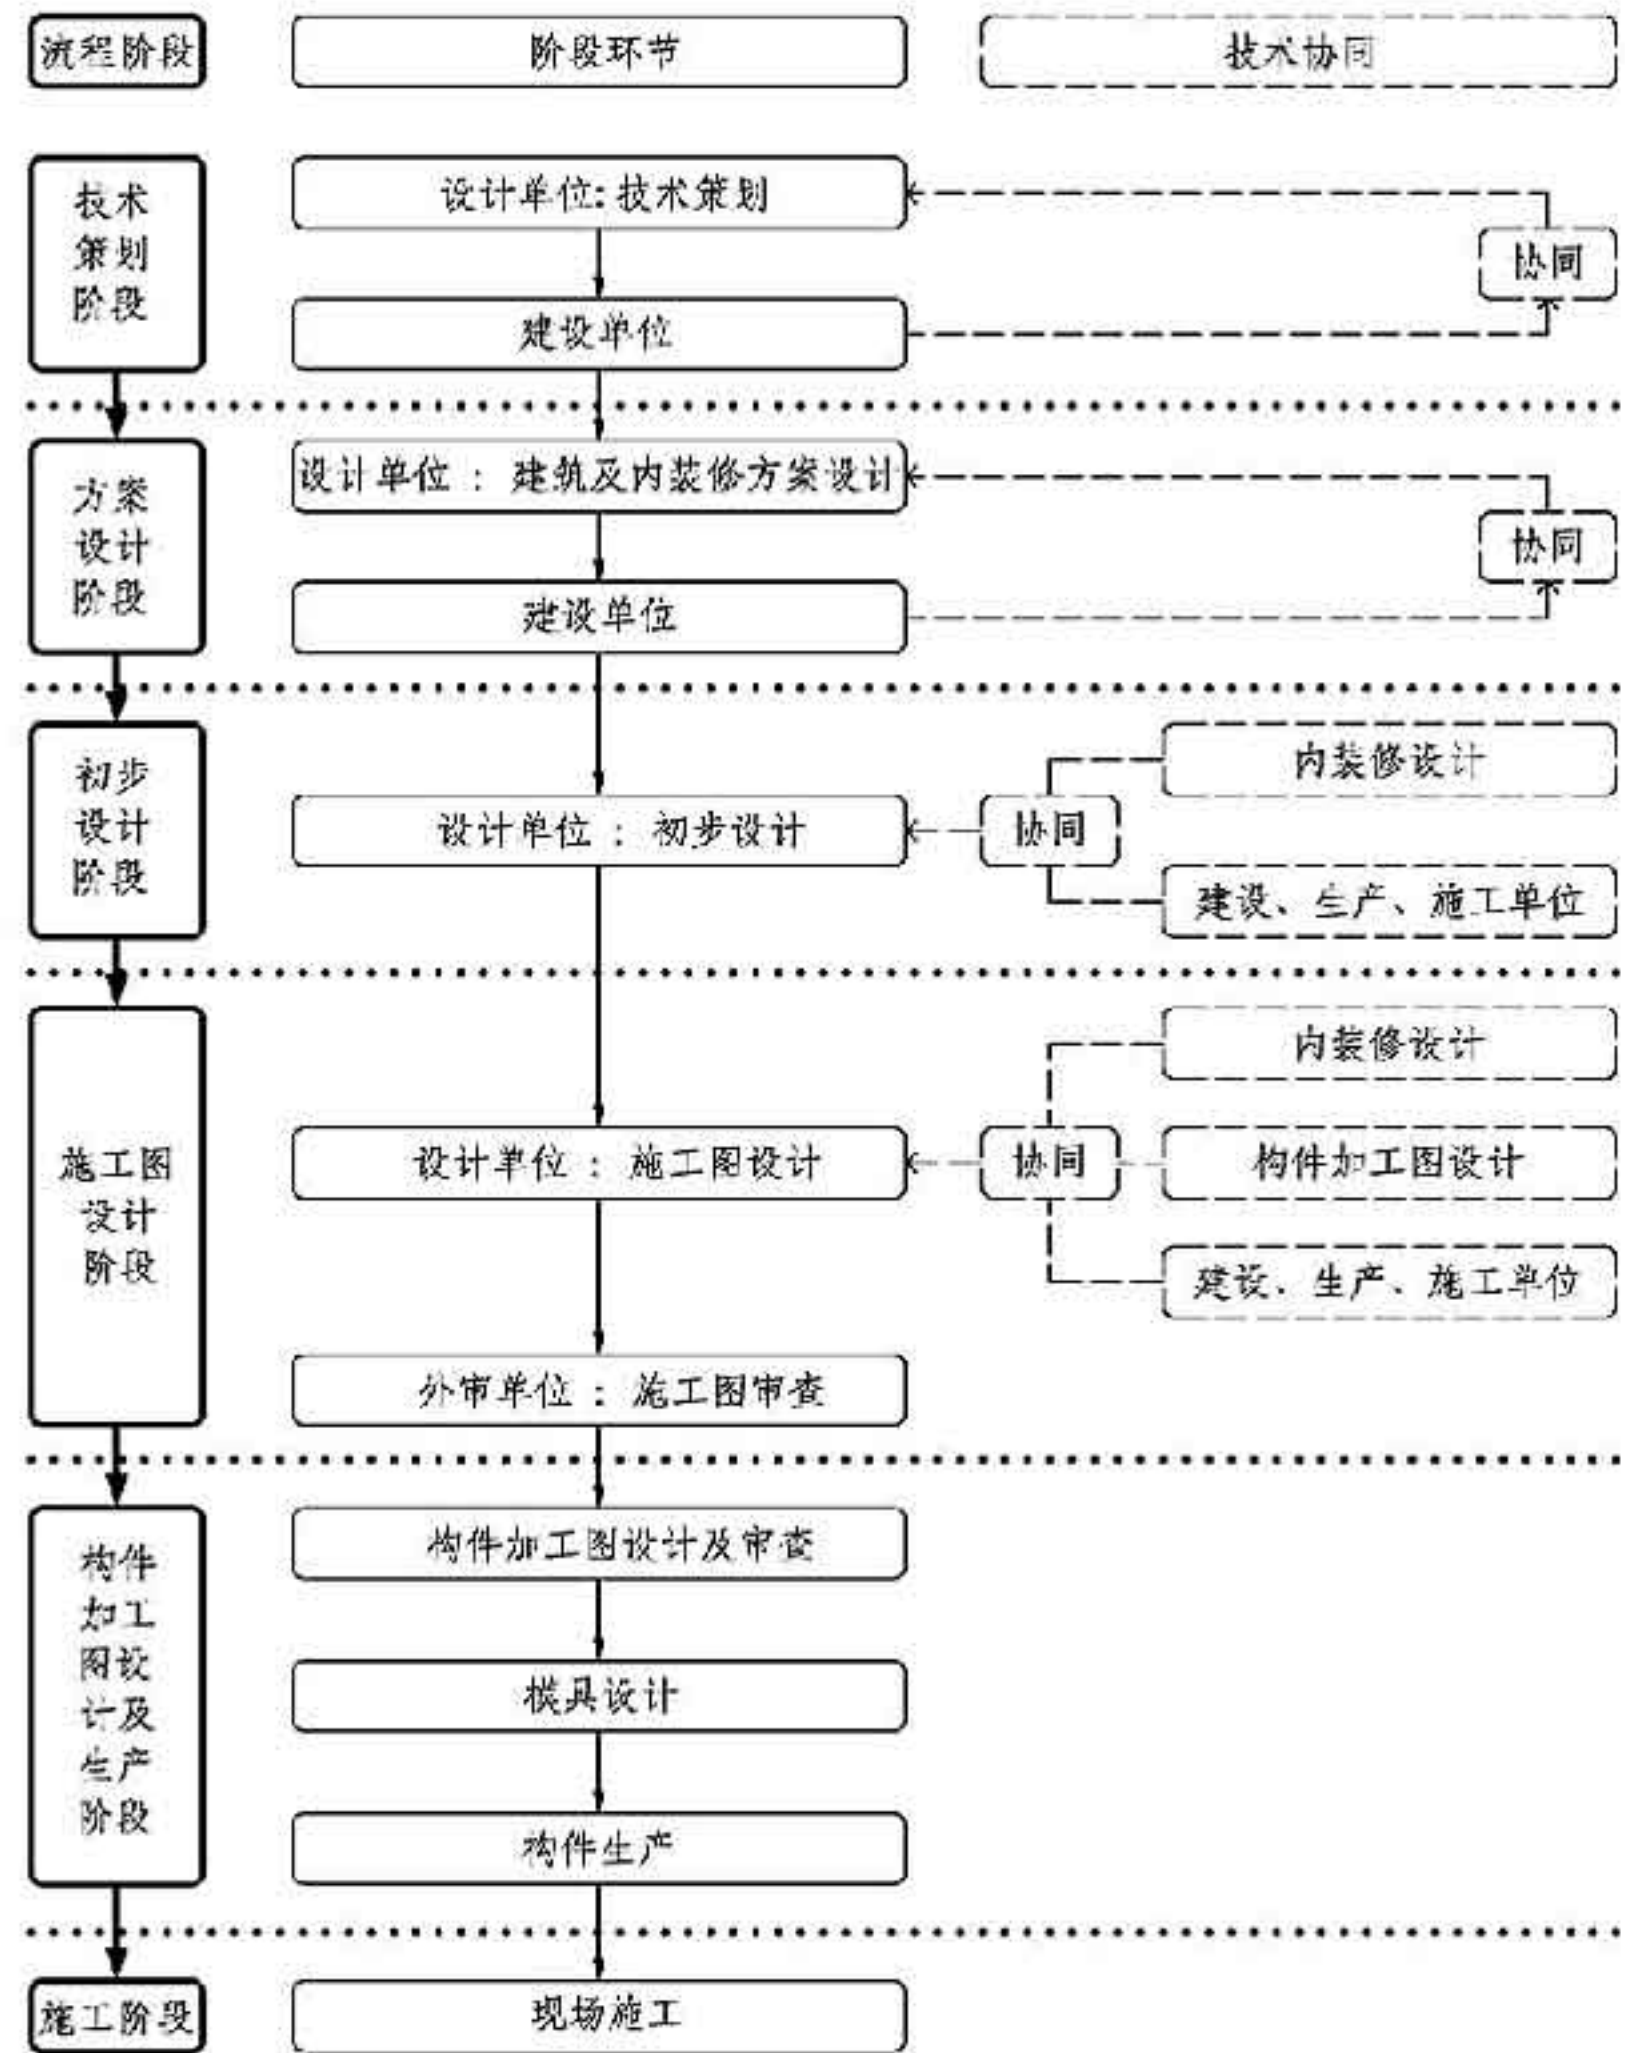 流程阶段
阶段环节
技术协同
技术
策划
阶段
设计单位:技术策划
协同
建设单位
方案
设计
阶段
设计单位：建筑及内装修方案设计
协同
建设单位
初步
设计
阶段
内装修设计
设计单位：初步设计
协同
建设、生产、施工单位
施工图
设计
阶段
内装修设计
设计单位：施工图设计
协同
构件加工图设计
建设、生产、施工单位
外审单位：施工图审查
构件
加工
图设
计及
生产
阶段
构件加工图设计及审查
模具设计
构件生产
施工阶段
现场施工